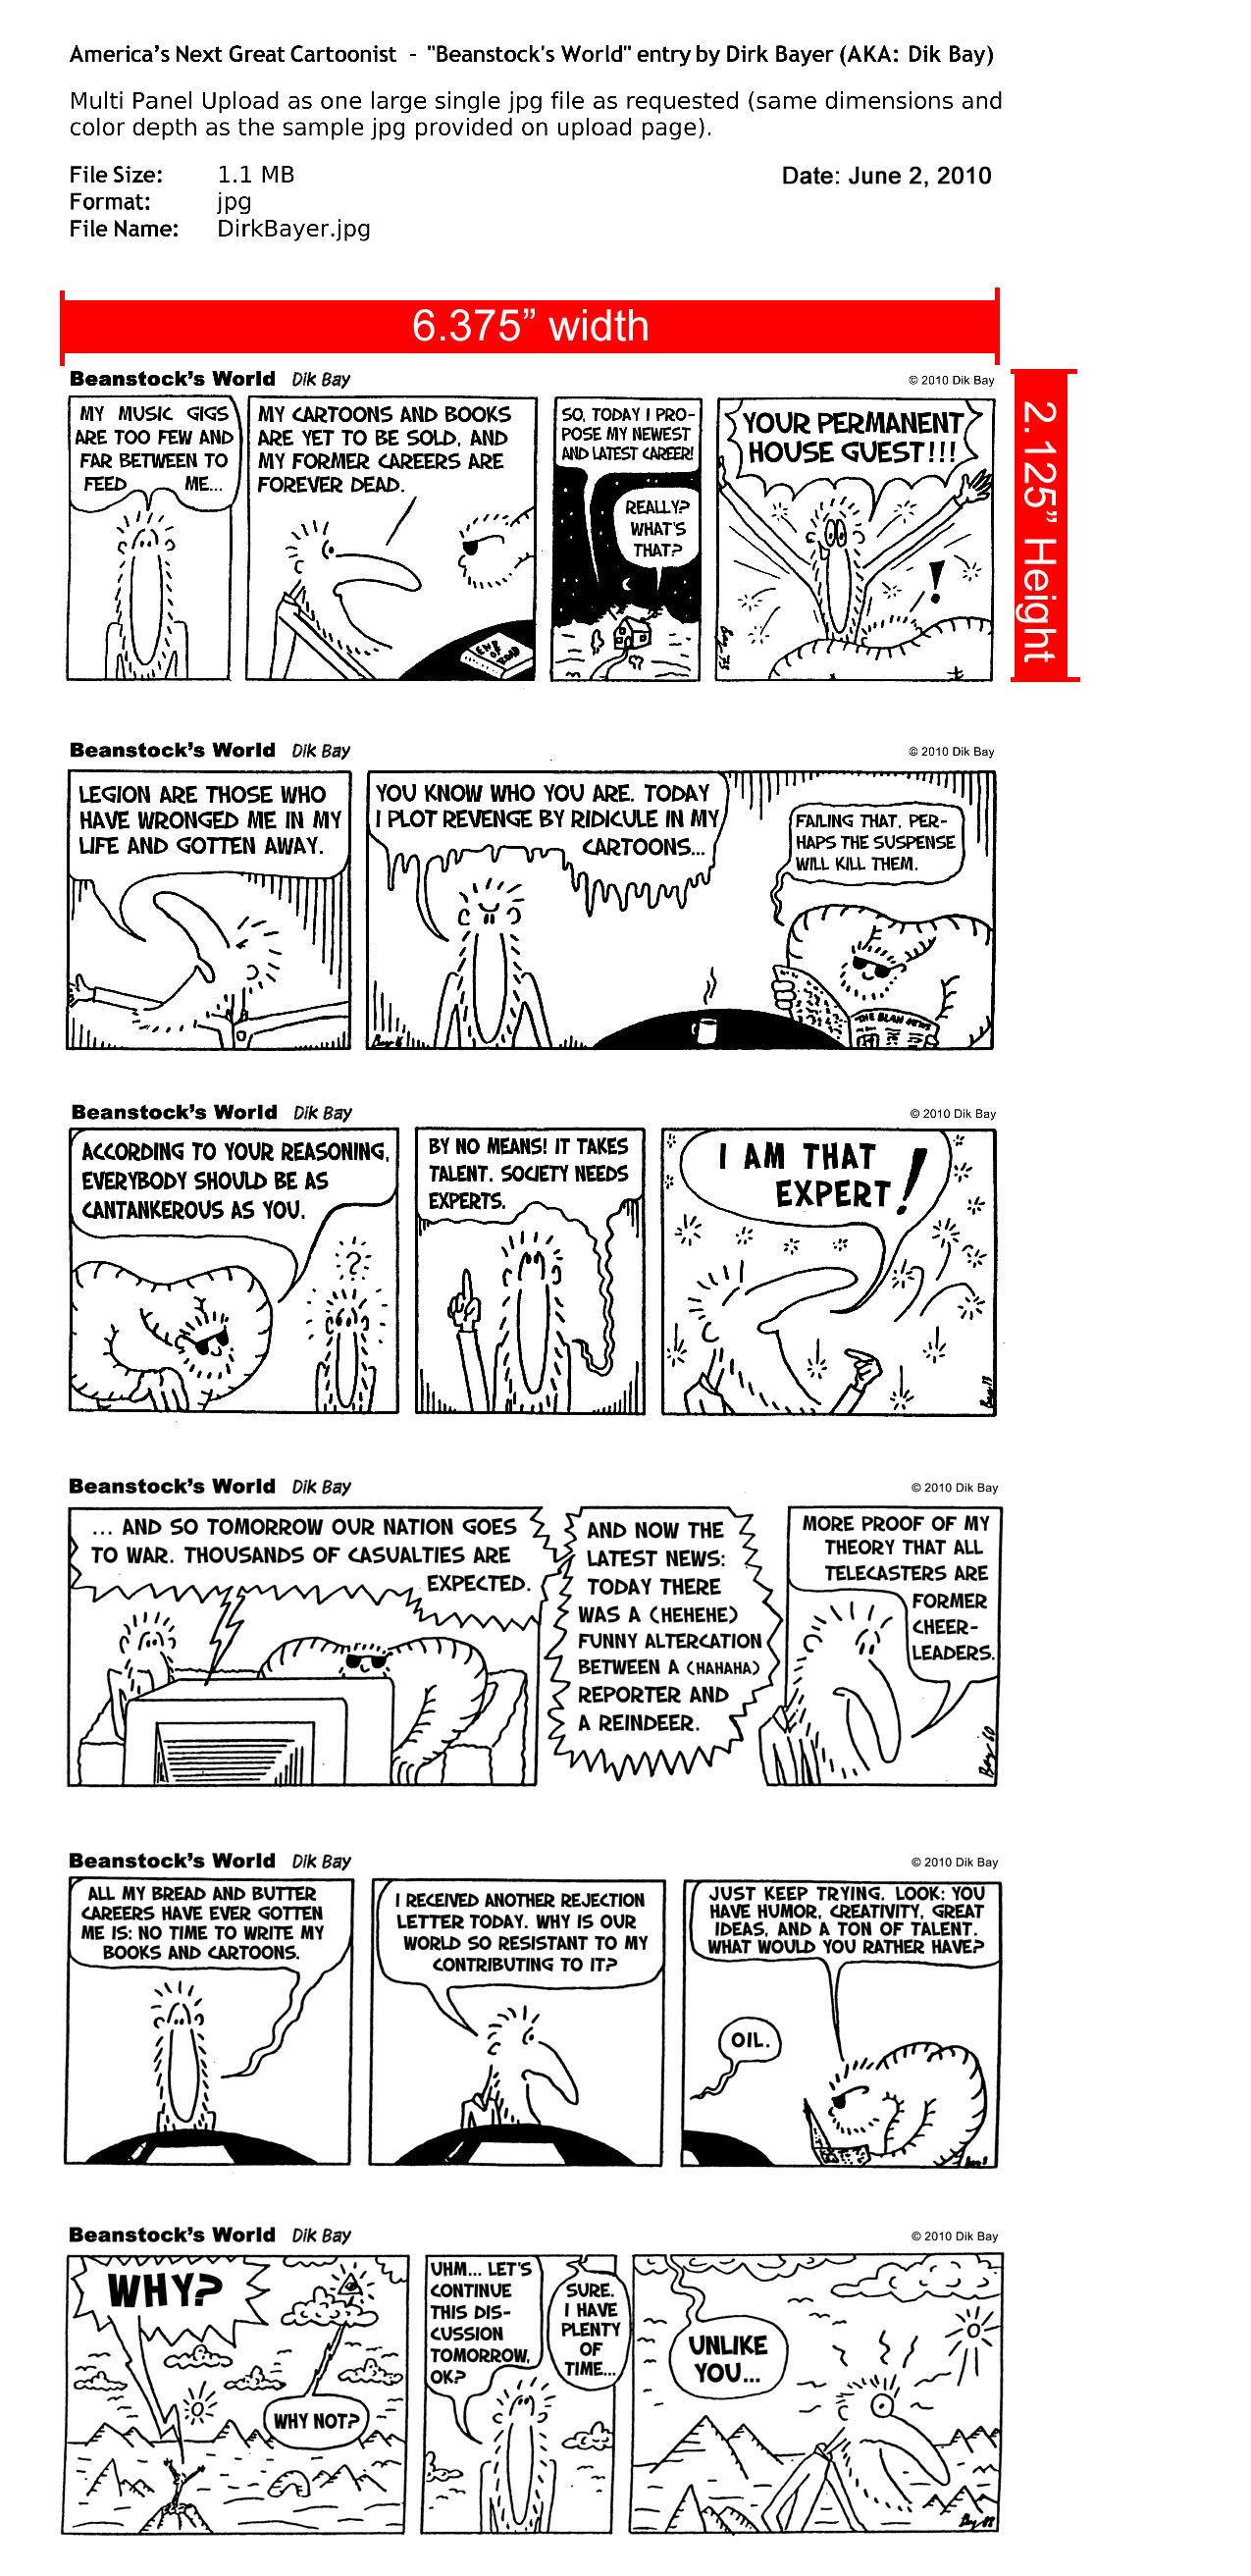 America's Next Great Cartoonist - "Beanstock's World" entry by Dirk Bayer (AKA: Dik Bay)
Multi Panel Upload as one large single jpg file as requested (same dimensions and
color depth as the sample jpg provided on upload page).
File Size: 1.1 MB
Date: June 2, 2010
Format: jpg
File Name: DirkBayer.jpg
6.375” width
2.125” Height
Beanstock's World Dik Bay
© 2010 Dik Bay
MY MUSIC GIGS
ARE TOO FEW AND
FAR BETWEEN TO
FEED ME...
MY CARTOONS AND BOOKS
ARE YET TO BE SOLD, AND
MY FORMER CAREERS ARE
FOREVER DEAD.
END
OF
ROAD
SO, TODAY I PRO-
POSE MY NEWEST
AND LATEST CAREER!
REALLY?
WHAT'S
THAT?
YOUR PERMANENT
HOUSE GUEST!!!
!
Bay 35
Beanstock's World Dik Bay
© 2010 Dik Bay
LEGION ARE THOSE WHO
HAVE WRONGED ME IN MY
LIFE AND GOTTEN AWAY.
YOU KNOW WHO YOU ARE. TODAY
I PLOT REVENGE BY RIDICULE IN MY
CARTOONS...
FAILING THAT, PER-
HAPS THE SUSPENSE
WILL KILL THEM.
THE BLAH NEWS
Beanstock's World Dik Bay
© 2010 Dik Bay
ACCORDING TO YOUR REASONING,
EVERYBODY SHOULD BE AS
CANTANKEROUS AS YOU.
?
BY NO MEANS! IT TAKES
TALENT. SOCIETY NEEDS
EXPERTS.
I AM THAT
EXPERT!
Bay 13
Beanstock's World Dik Bay
© 2010 Dik Bay
... AND SO TOMORROW OUR NATION GOES
TO WAR. THOUSANDS OF CASUALTIES ARE
EXPECTED.
AND NOW THE
LATEST NEWS:
TODAY THERE
WAS A (HEHEHE)
FUNNY ALTERCATION
BETWEEN A (HAHAHA)
REPORTER AND
A REINDEER.
MORE PROOF OF MY
THEORY THAT ALL
TELECASTERS ARE
FORMER
CHEER-
LEADERS.
Bay 60
Beanstock's World Dik Bay
© 2010 Dik Bay
ALL MY BREAD AND BUTTER
CAREERS HAVE EVER GOTTEN
ME IS: NO TIME TO WRITE MY
BOOKS AND CARTOONS.
I RECEIVED ANOTHER REJECTION
LETTER TODAY. WHY IS OUR
WORLD SO RESISTANT TO MY
CONTRIBUTING TO IT?
JUST KEEP TRYING. LOOK: YOU
HAVE HUMOR, CREATIVITY, GREAT
IDEAS, AND A TON OF TALENT.
WHAT WOULD YOU RATHER HAVE?
OIL.
Beanstock's World Dik Bay
© 2010 Dik Bay
WHY?
WHY NOT?
UHM... LET'S
CONTINUE
THIS DIS-
CUSSION
TOMORROW,
OK?
SURE.
I HAVE
PLENTY
OF
TIME...
UNLIKE
YOU...
Bay 88